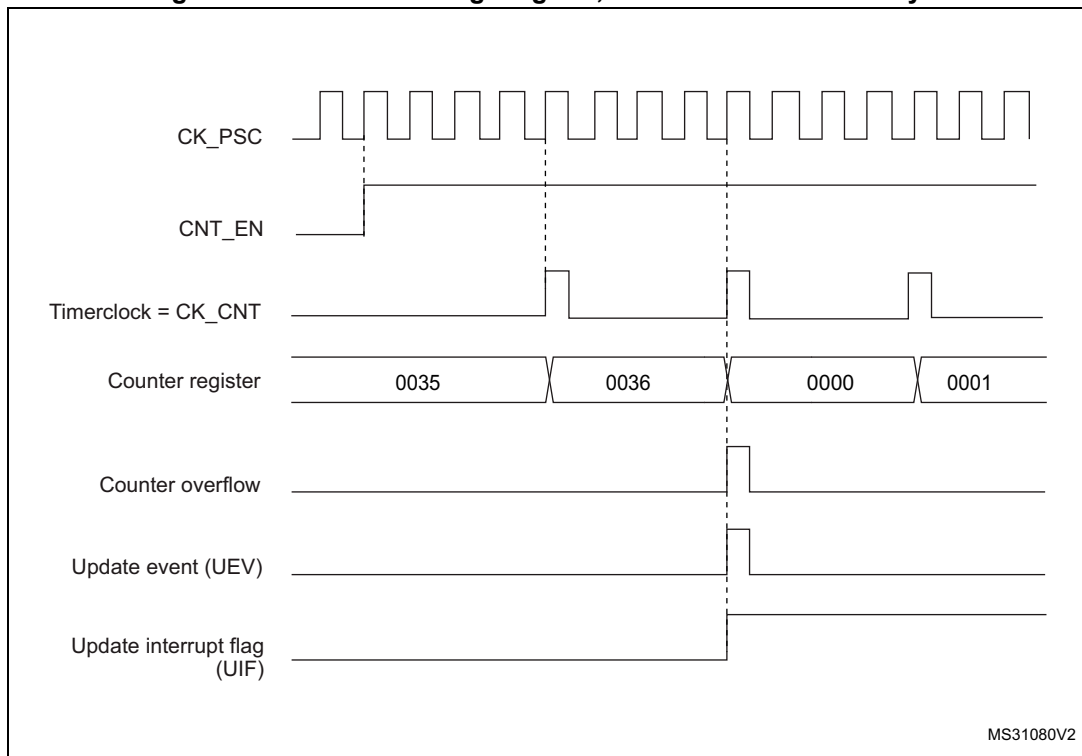 CK_PSC
CNT_EN
Timerclock = CK_CNT
Counter register
0035
0036
0000
0001
Counter overflow
Update event (UEV)
Update interrupt flag
(UIF)
MS31080V2